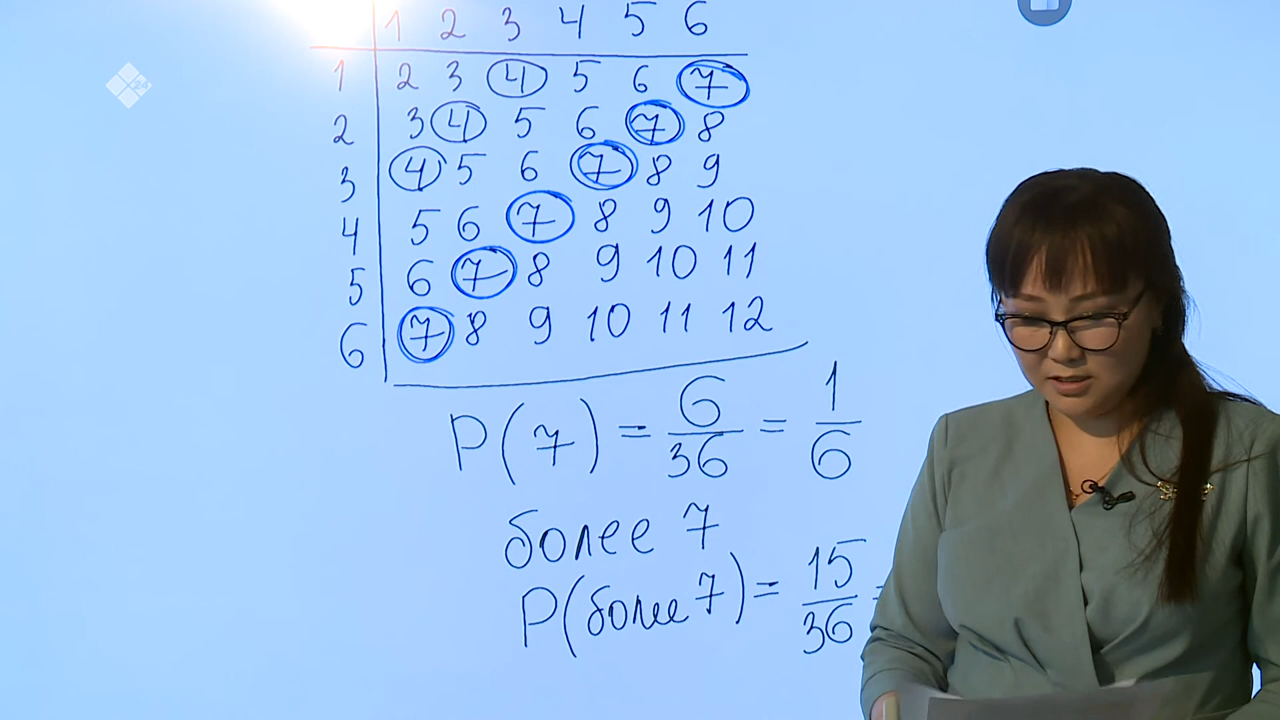 1 2 3 4 5 6
1 2 3 4 5 6 7
2 3 4 5 6 7 8
3 4 5 6 7 8 9
4 5 6 7 8 9 10
5 6 7 8 9 10 11
6 7 8 9 10 11 12
P(7) = 6/36 = 1/6
более 7
P(более 7) = 15/36 =
24